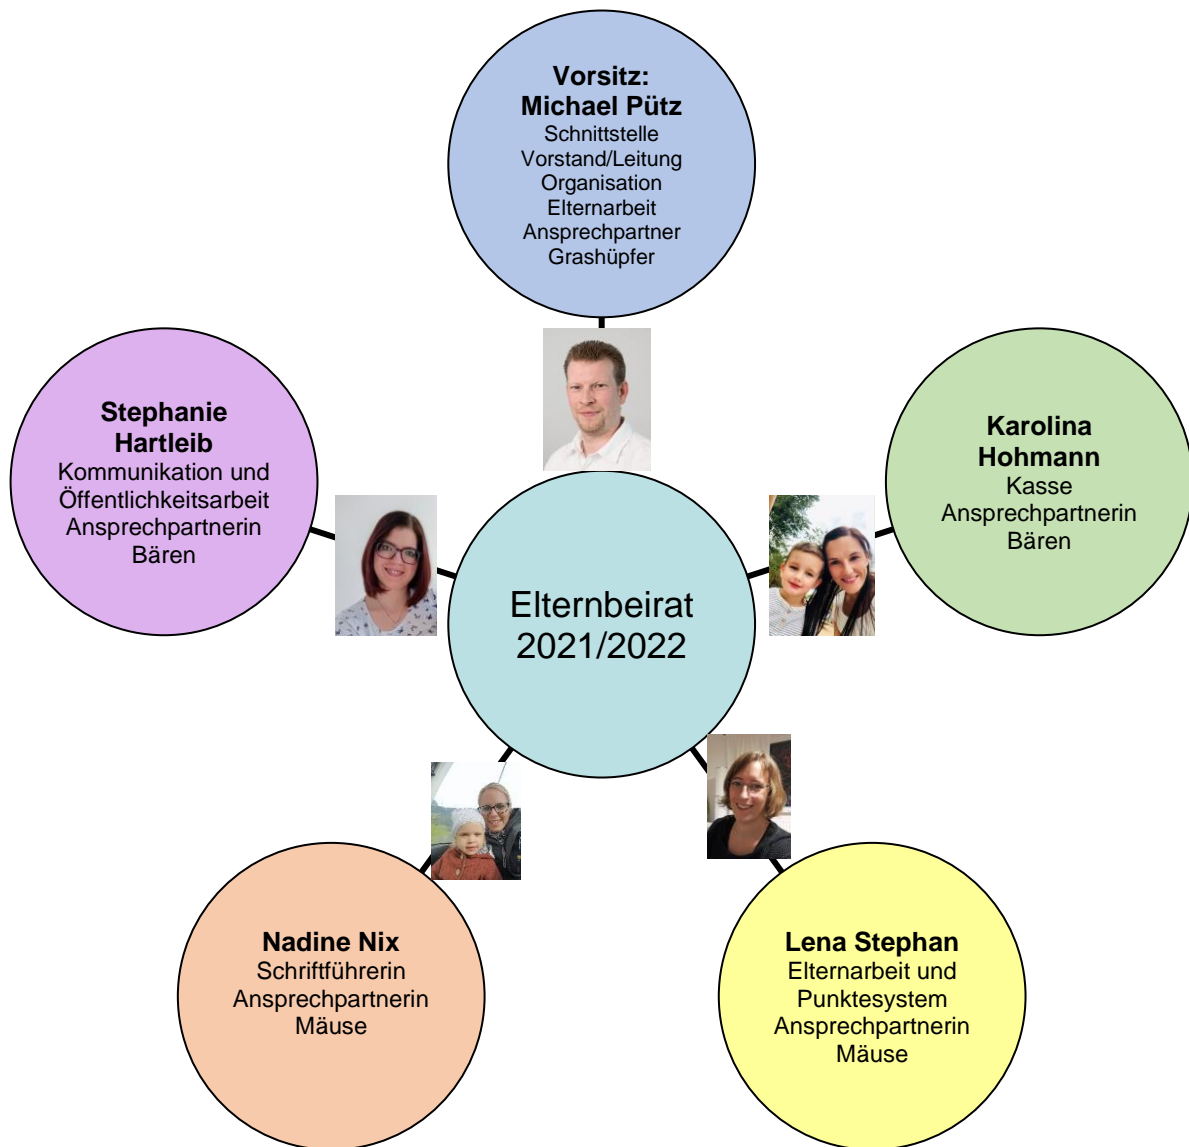 Vorsitz:
Michael Pütz
Schnittstelle
Vorstand/Leitung
Organisation
Elternarbeit
Ansprechpartner
Grashüpfer
Stephanie
Hartleib
Kommunikation und
Öffentlichkeitsarbeit
Ansprechpartnerin
Bären
Karolina
Hohmann
Kasse
Ansprechpartnerin
Bären
Elternbeirat
2021/2022
Nadine Nix
Schriftführerin
Ansprechpartnerin
Mäuse
Lena Stephan
Elternarbeit und
Punktesystem
Ansprechpartnerin
Mäuse